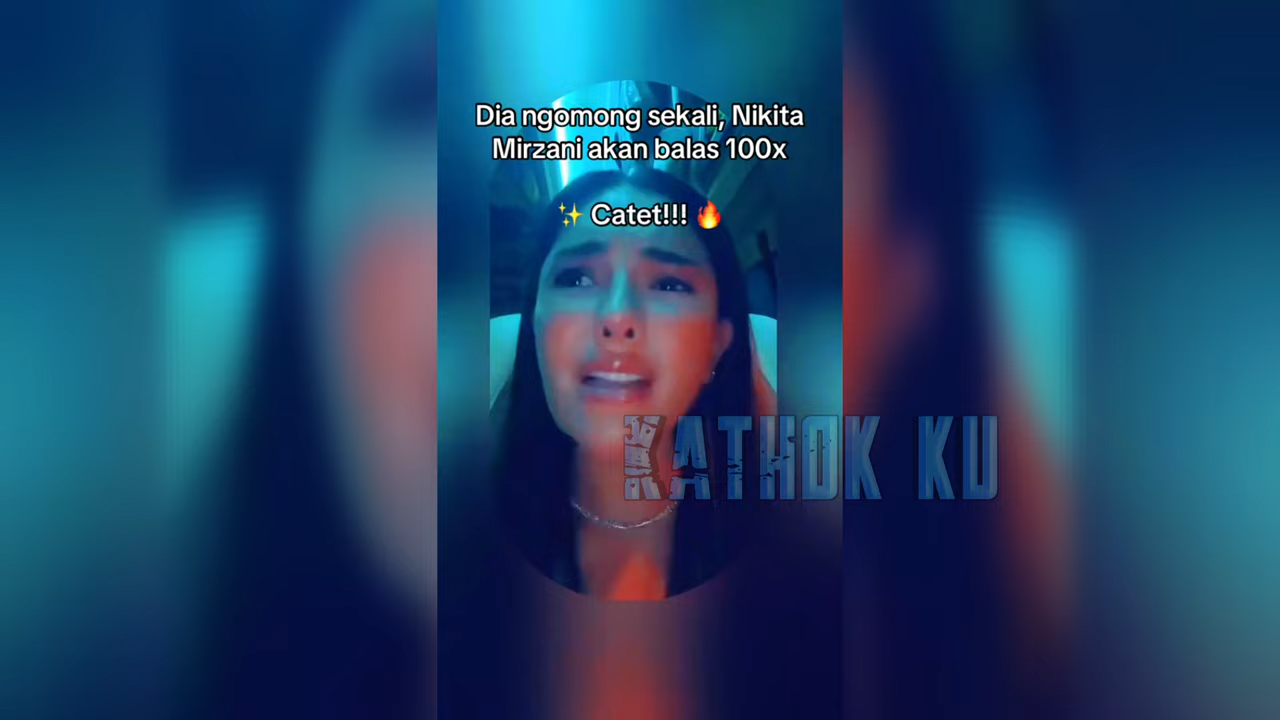 Dia ngomong sekali, Nikita
Mirzani akan balas 100x
✨ Catet!!! 🔥
KATHOK KU